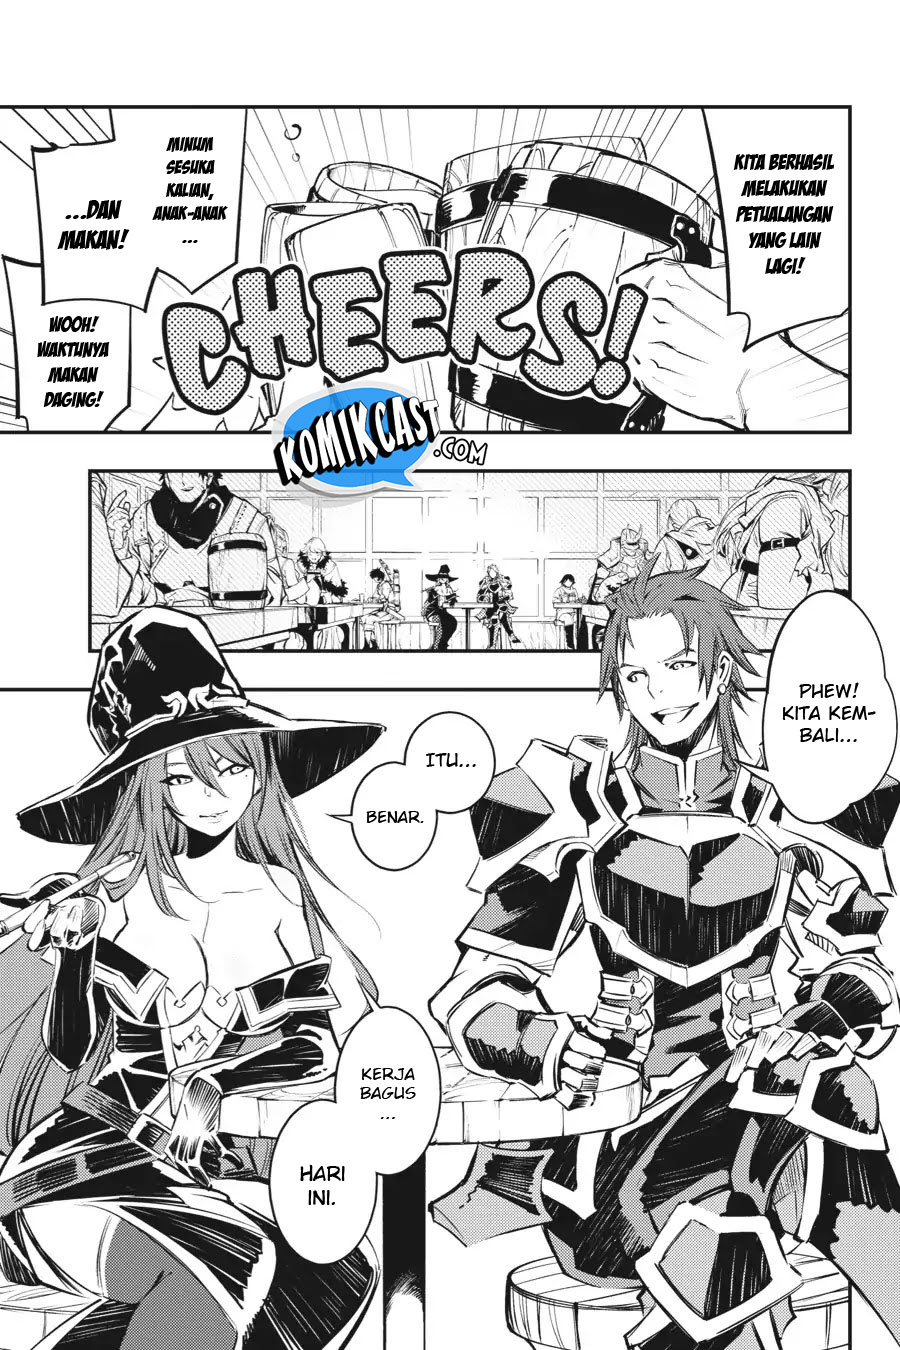 KITA BERHASIL
MELAKUKAN
PETUALANGAN
YANG LAIN
LAGI!
MINUM
SESUKA
KALIAN,
ANAK-ANAK
...
...DAN
MAKAN!
WOOH!
WAKTUNYA
MAKAN
DAGING!
CHEERS!
KOMIKCAST
.COM
PHEW!
KITA KEM-
BALI...
ITU...
BENAR.
KERJA
BAGUS
...
HARI
INI.